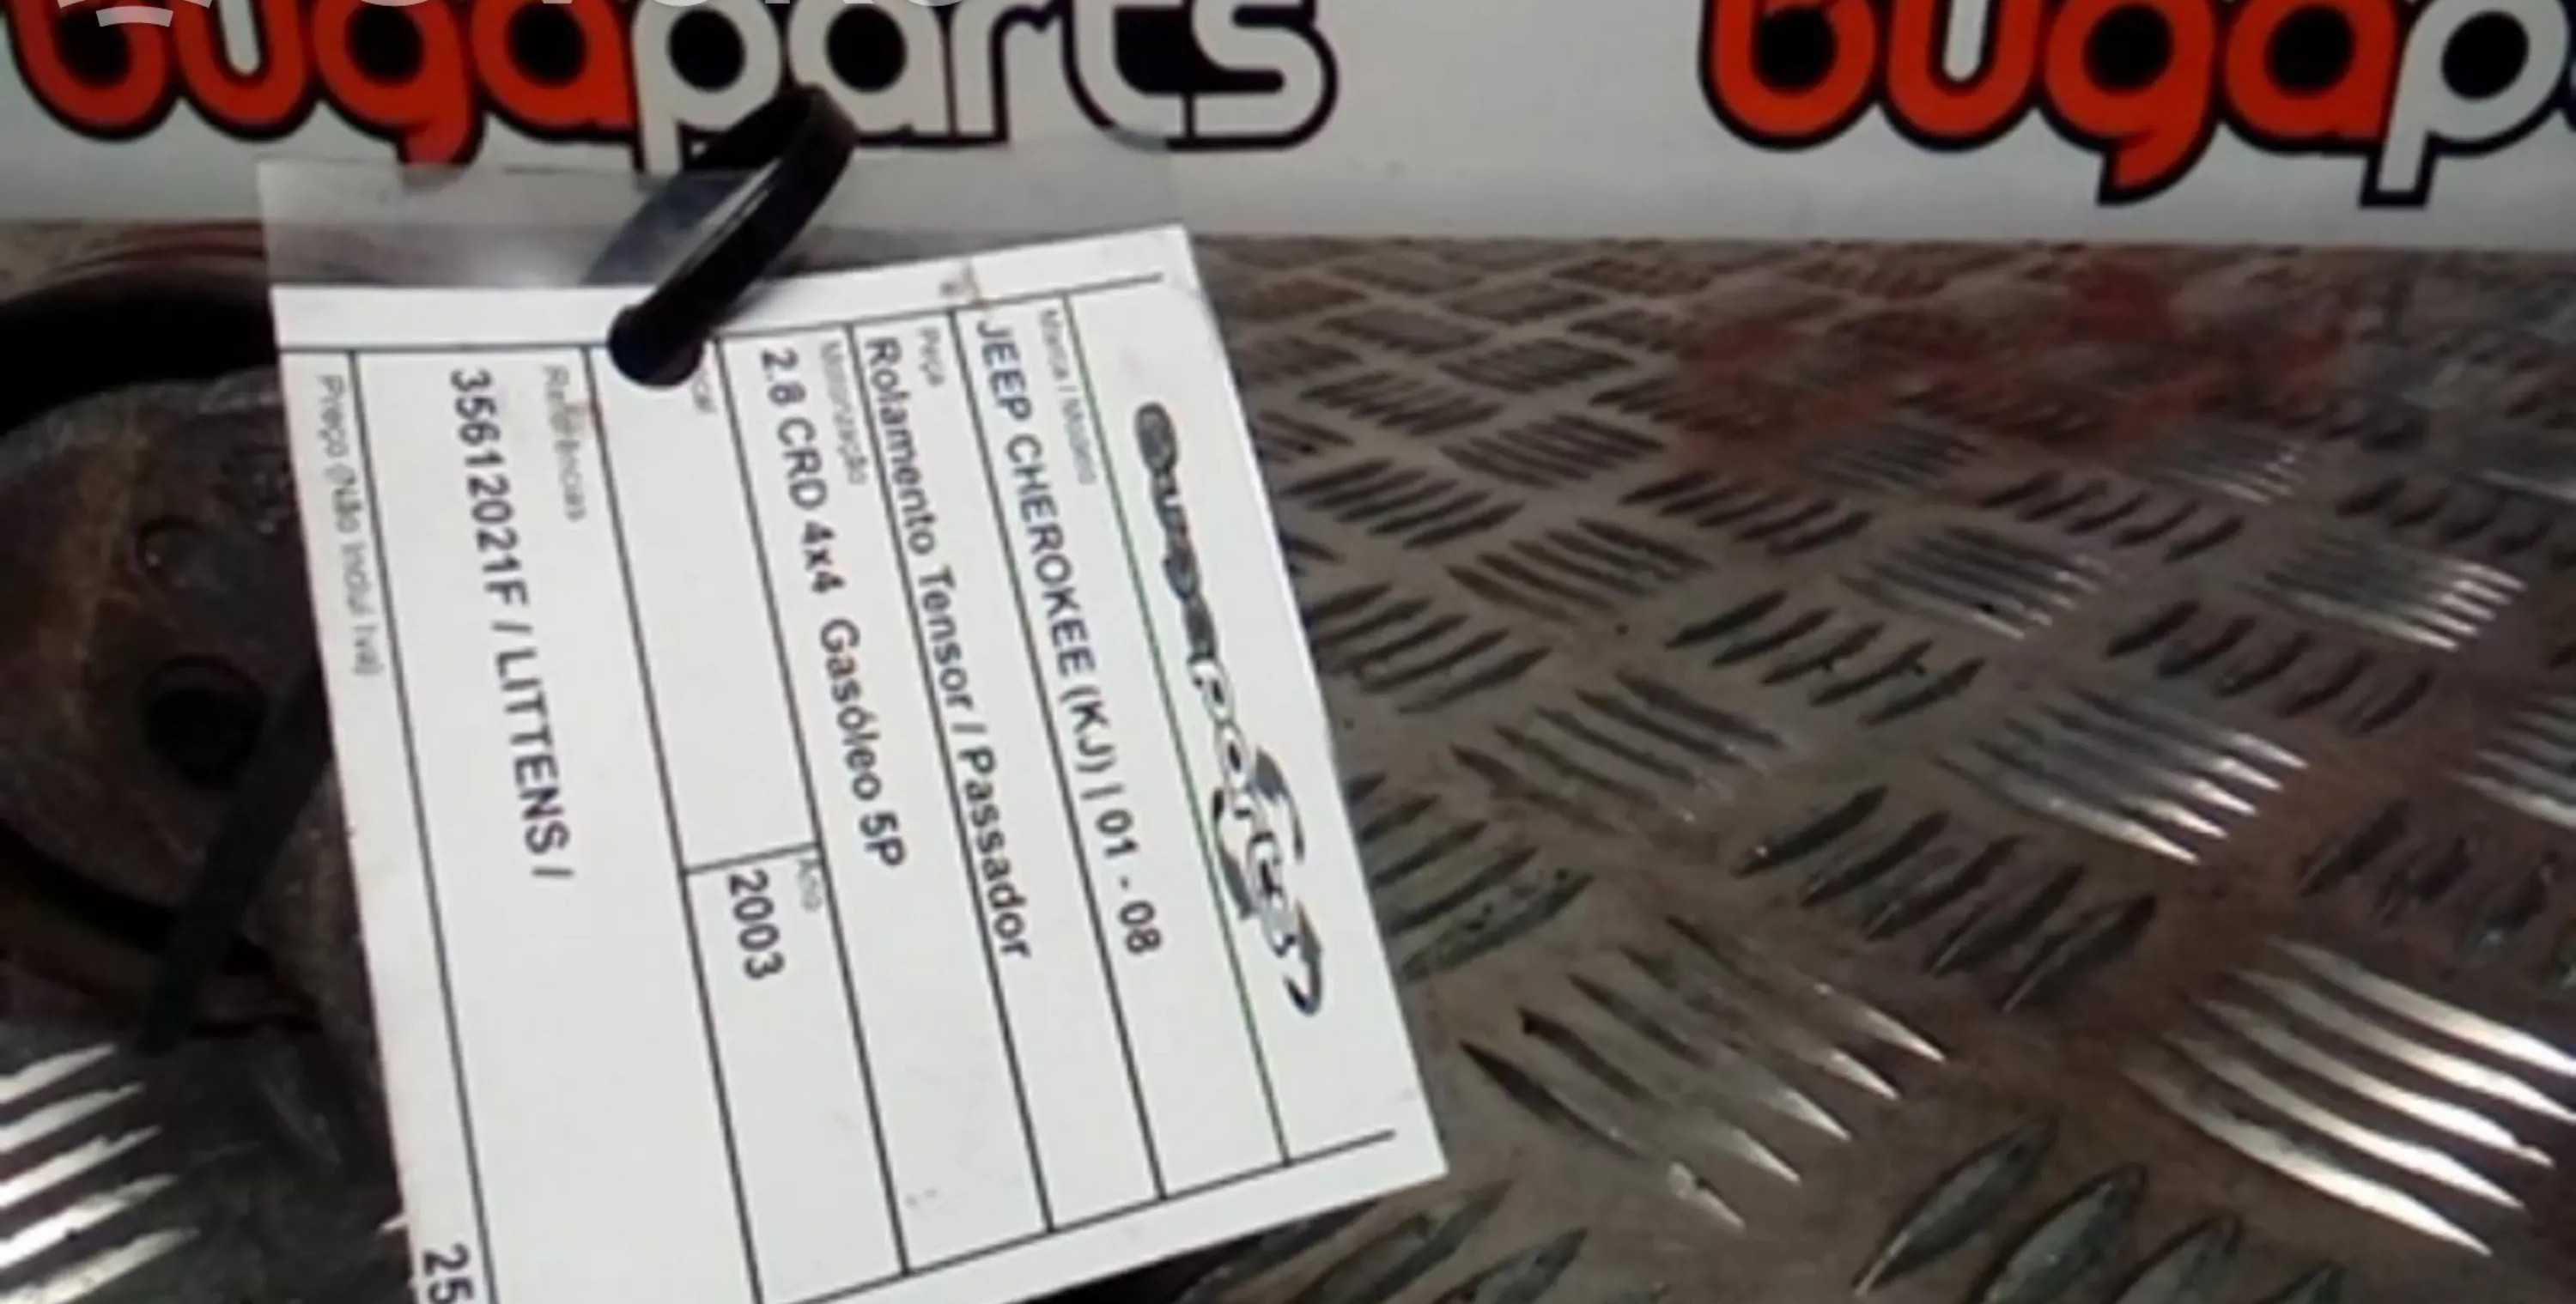 bugaparts
bugap
Marca / Modelo
JEEP CHEROKEE (KJ) | 01 - 08
Peça
Rolamento Tensor / Passador
Motorização
2.8 CRD 4x4 Gasóleo 5P
Ano
2003
Referências
35612021F / LITTENS /
Preço (Não Inclui Iva)
25